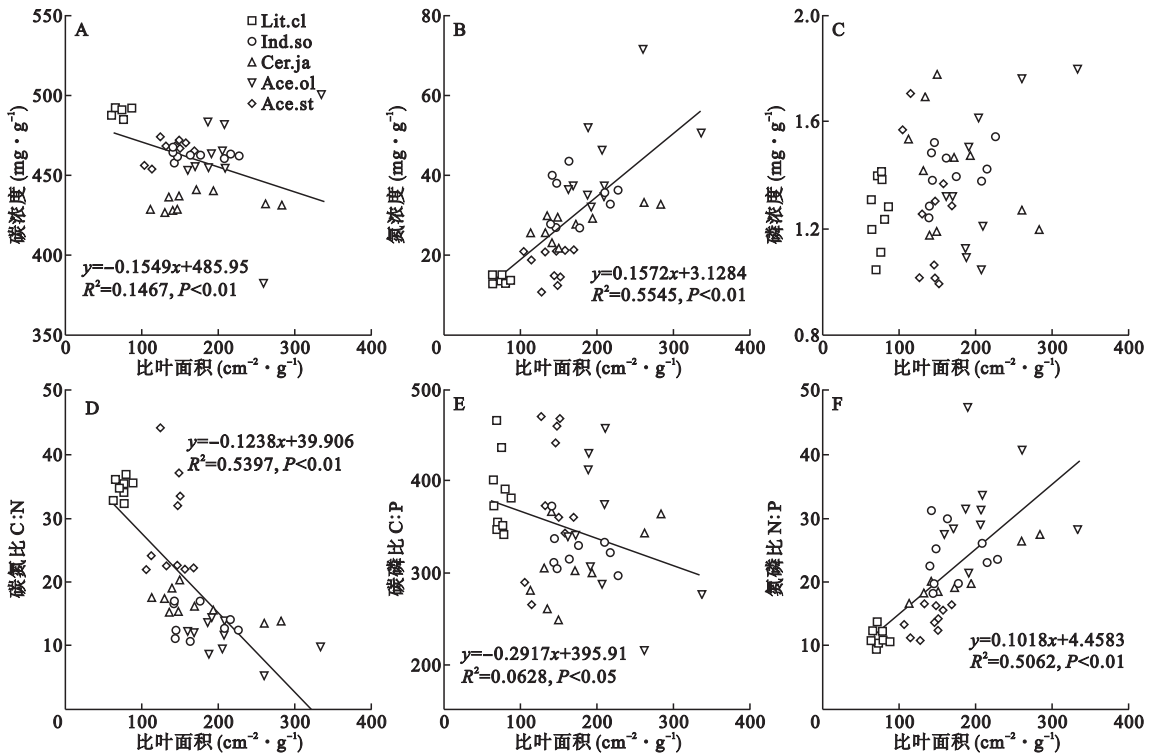 A
550
500
450
400
350
碳浓度 (mg·g⁻¹)
Lit.cl
Ind.so
Cer.ja
Ace.ol
Ace.st
y=−0.1549x+485.95
R²=0.1467, P<0.01
0 100 200 300 400
比叶面积 (cm⁻²·g⁻¹)
B
80
60
40
20
氮浓度 (mg·g⁻¹)
y=0.1572x+3.1284
R²=0.5545, P<0.01
0 100 200 300 400
比叶面积 (cm⁻²·g⁻¹)
C
2.0
1.6
1.2
0.8
磷浓度 (mg·g⁻¹)
0 100 200 300 400
比叶面积 (cm⁻²·g⁻¹)
D
50
40
30
20
10
碳氮比 C:N
y=−0.1238x+39.906
R²=0.5397, P<0.01
0 100 200 300 400
比叶面积 (cm⁻²·g⁻¹)
E
500
400
300
200
碳磷比 C:P
y=−0.2917x+395.91
R²=0.0628, P<0.05
0 100 200 300 400
比叶面积 (cm⁻²·g⁻¹)
F
50
40
30
20
10
氮磷比 N:P
y=0.1018x+4.4583
R²=0.5062, P<0.01
0 100 200 300 400
比叶面积 (cm⁻²·g⁻¹)